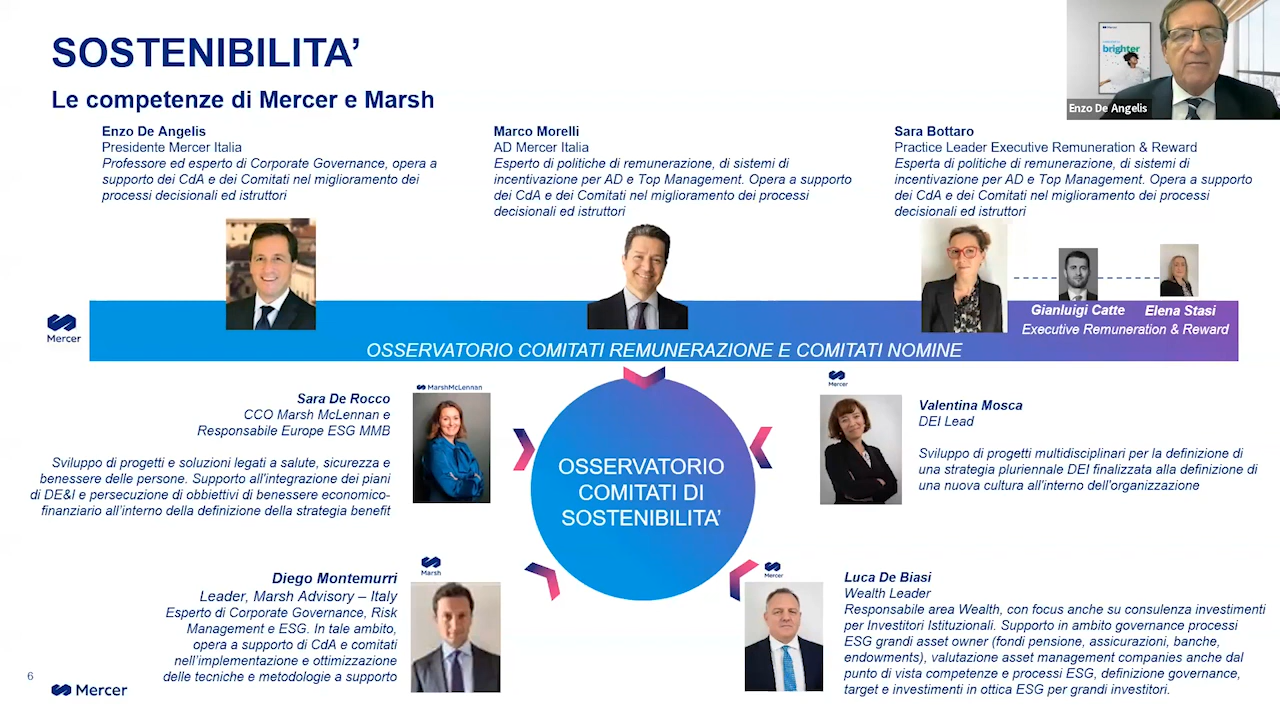 SOSTENIBILITA’
Le competenze di Mercer e Marsh
brighter
Enzo De Angelis
Enzo De Angelis
Presidente Mercer Italia
Professore ed esperto di Corporate Governance, opera a
supporto dei CdA e dei Comitati nel miglioramento dei
processi decisionali ed istruttori
Marco Morelli
AD Mercer Italia
Esperto di politiche di remunerazione, di sistemi di
incentivazione per AD e Top Management. Opera a supporto
dei CdA e dei Comitati nel miglioramento dei processi
decisionali ed istruttori
Sara Bottaro
Practice Leader Executive Remuneration & Reward
Esperta di politiche di remunerazione, di sistemi di
incentivazione per AD e Top Management. Opera a supporto
dei CdA e dei Comitati nel miglioramento dei processi
decisionali ed istruttori
Gianluigi Catte
Elena Stasi
Executive Remuneration & Reward
Mercer
OSSERVATORIO COMITATI REMUNERAZIONE E COMITATI NOMINE
MarshMcLennan
Sara De Rocco
CCO Marsh McLennan e
Responsabile Europe ESG MMB
Sviluppo di progetti e soluzioni legati a salute, sicurezza e
benessere delle persone. Supporto all’integrazione dei piani
di DE&I e persecuzione di obbiettivi di benessere economico-
finanziario all’interno della definizione della strategia benefit
OSSERVATORIO
COMITATI DI
SOSTENIBILITA’
Mercer
Valentina Mosca
DEI Lead
Sviluppo di progetti multidisciplinari per la definizione di
una strategia pluriennale DEI finalizzata alla definizione di
una nuova cultura all’interno dell’organizzazione
Marsh
Diego Montemurri
Leader, Marsh Advisory – Italy
Esperto di Corporate Governance, Risk
Management e ESG. In tale ambito,
opera a supporto di CdA e comitati
nell’implementazione e ottimizzazione
delle tecniche e metodologie a supporto
Mercer
Luca De Biasi
Wealth Leader
Responsabile area Wealth, con focus anche su consulenza investimenti
per Investitori Istituzionali. Supporto in ambito governance processi
ESG grandi asset owner (fondi pensione, assicurazioni, banche,
endowments), valutazione asset management companies anche dal
punto di vista competenze e processi ESG, definizione governance,
target e investimenti in ottica ESG per grandi investitori.
6
Mercer